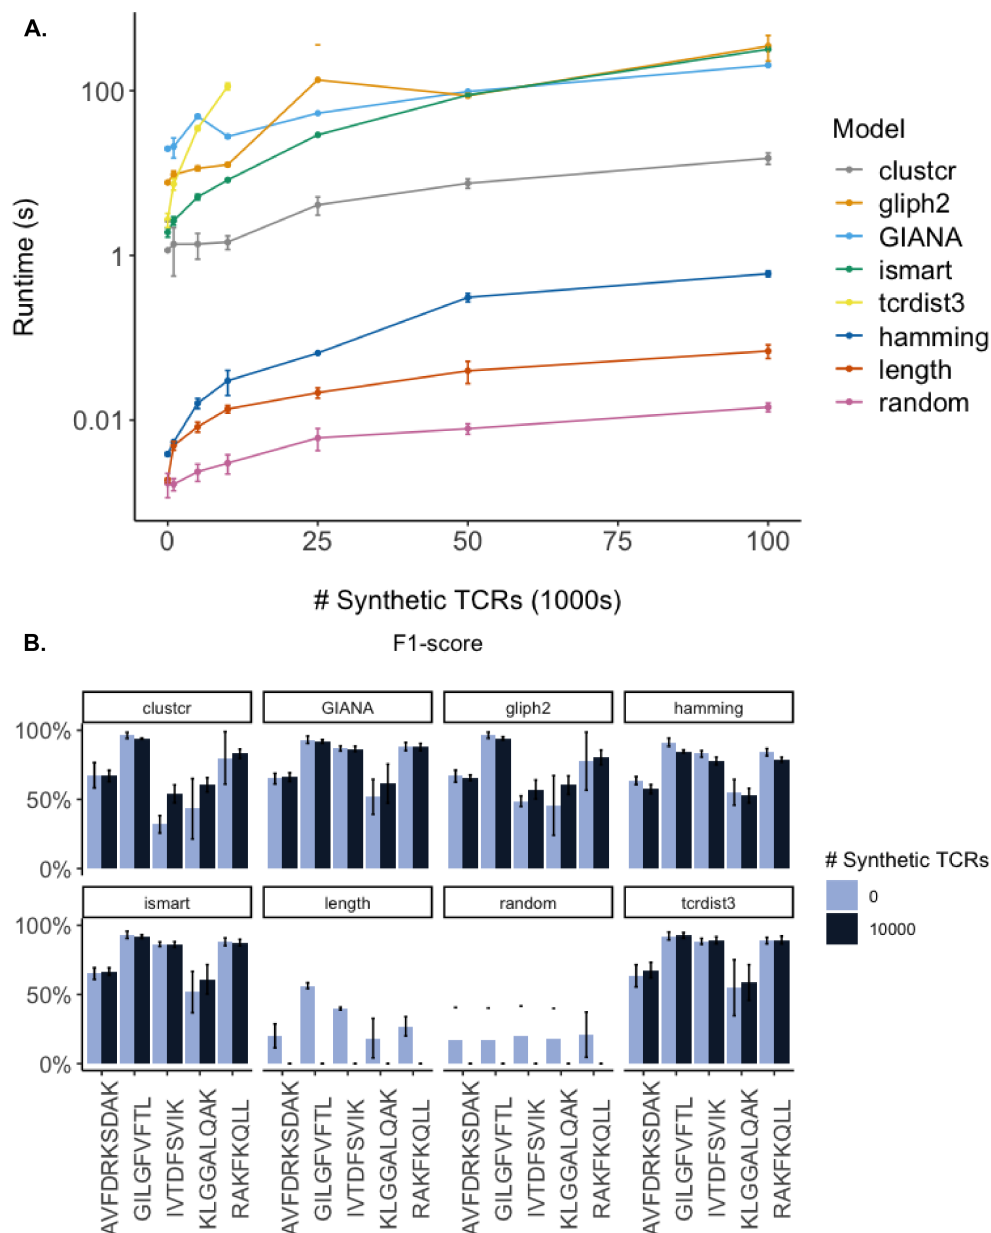 A.
Runtime (s)
100
1
0.01
0 25 50 75 100
# Synthetic TCRs (1000s)
Model
clustcr
gliph2
GIANA
ismart
tcrdist3
hamming
length
random
B.
F1-score
clustcr GIANA gliph2 hamming
100%
50%
0%
ismart length random tcrdist3
100%
50%
0%
AVFDRKSDAK GILGFVFTL IVTDFSVIK KLGGALQAK RAKFKQLL AVFDRKSDAK GILGFVFTL IVTDFSVIK KLGGALQAK RAKFKQLL AVFDRKSDAK GILGFVFTL IVTDFSVIK KLGGALQAK RAKFKQLL AVFDRKSDAK GILGFVFTL IVTDFSVIK KLGGALQAK RAKFKQLL
# Synthetic TCRs
0
10000